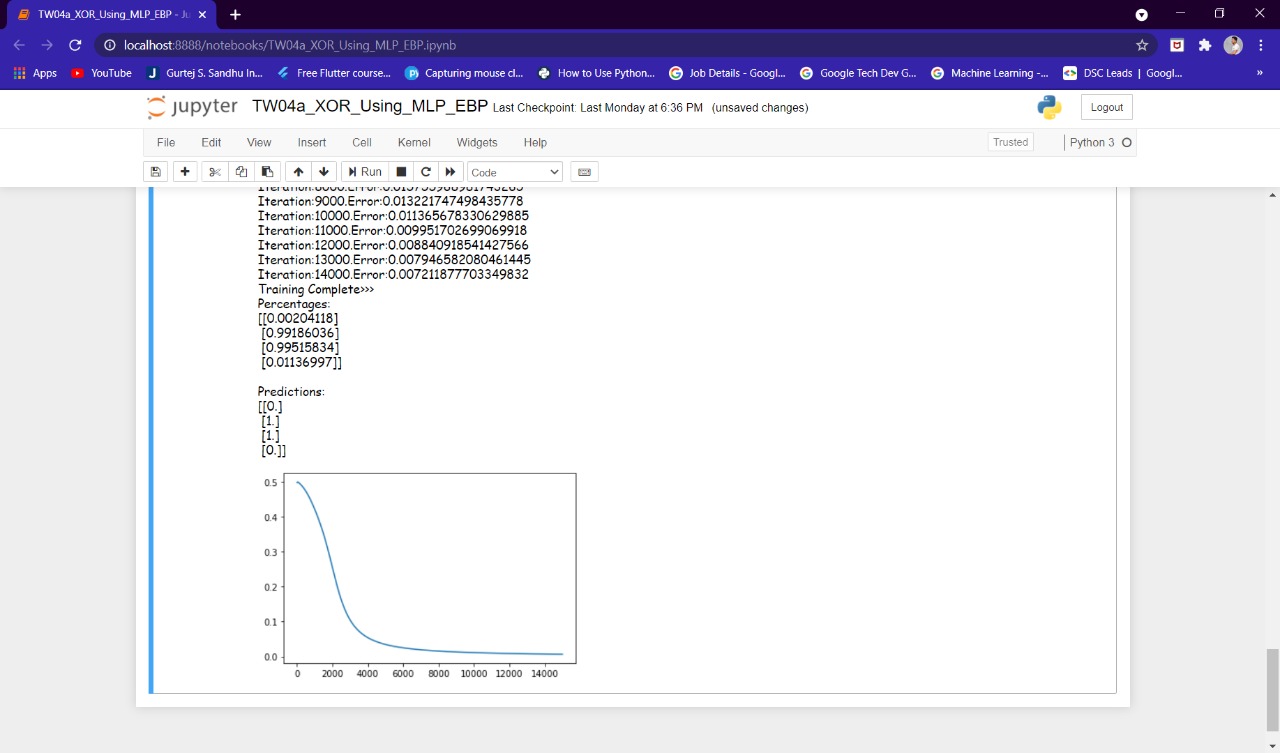 TW04a_XOR_Using_MLP_EBP - Ju
localhost:8888/notebooks/TW04a_XOR_Using_MLP_EBP.ipynb
Apps YouTube Gurtej S. Sandhu In... Free Flutter course... Capturing mouse cl... How to Use Python... Job Details - Googl... Google Tech Dev G... Machine Learning -... DSC Leads | Googl... »
jupyter TW04a_XOR_Using_MLP_EBP Last Checkpoint: Last Monday at 6:36 PM (unsaved changes) Logout
File Edit View Insert Cell Kernel Widgets Help Trusted Python 3
Run Code
Iteration:9000.Error:0.013221747498435778
Iteration:10000.Error:0.011365678330629885
Iteration:11000.Error:0.009951702699069918
Iteration:12000.Error:0.008840918541427566
Iteration:13000.Error:0.007946582080461445
Iteration:14000.Error:0.007211877703349832
Training Complete>>>
Percentages:
[[0.00204118]
[0.99186036]
[0.99515834]
[0.01136997]]
Predictions:
[[0.]
[1.]
[1.]
[0.]]
0.5
0.4
0.3
0.2
0.1
0.0
0 2000 4000 6000 8000 10000 12000 14000